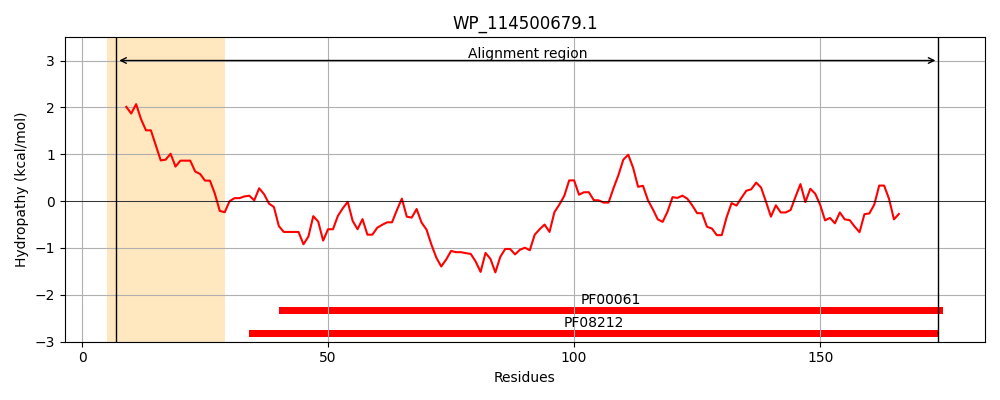 WP_114500679.1
Alignment region
Hydropathy (kcal/mol)
3
2
1
0
−1
−2
−3
PF00061
PF08212
0 50 100 150
Residues